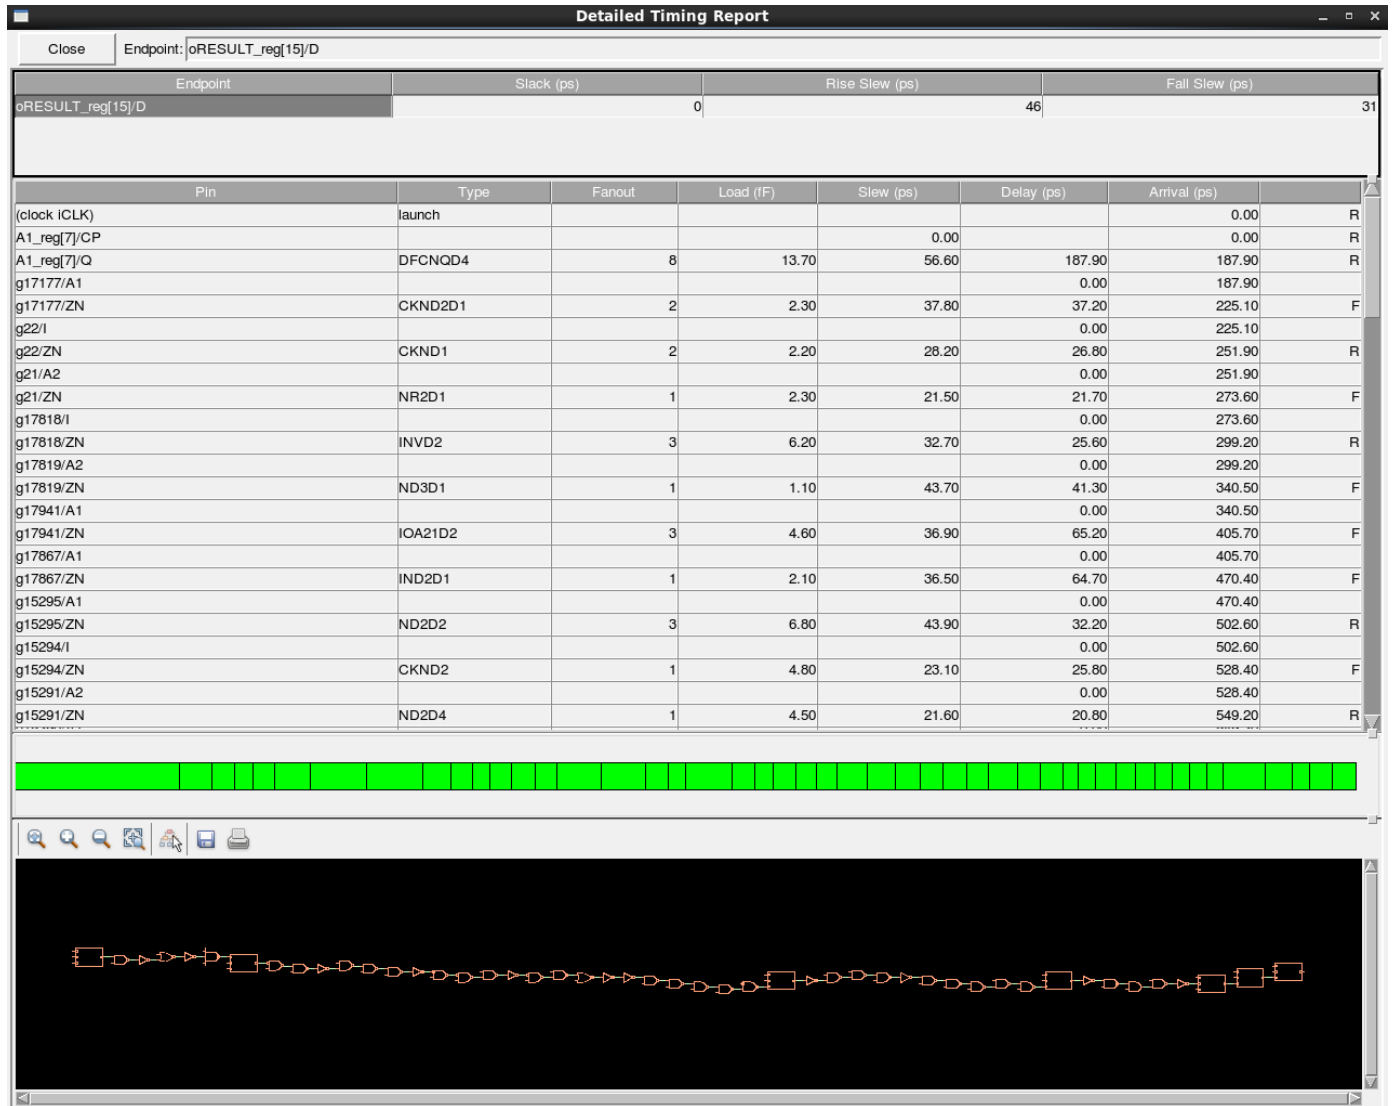 Detailed Timing Report
Close Endpoint: oRESULT_reg[15]/D
Endpoint Slack (ps) Rise Slew (ps) Fall Slew (ps)
oRESULT_reg[15]/D 0 46 31
Pin Type Fanout Load (fF) Slew (ps) Delay (ps) Arrival (ps)
(clock iCLK) launch 0.00 R
A1_reg[7]/CP 0.00 0.00 R
A1_reg[7]/Q DFCNQD4 8 13.70 56.60 187.90 187.90 R
g17177/A1 0.00 187.90
g17177/ZN CKND2D1 2 2.30 37.80 37.20 225.10 F
g22/I 0.00 225.10
g22/ZN CKND1 2 2.20 28.20 26.80 251.90 R
g21/A2 0.00 251.90
g21/ZN NR2D1 1 2.30 21.50 21.70 273.60 F
g17818/I 0.00 273.60
g17818/ZN INVD2 3 6.20 32.70 25.60 299.20 R
g17819/A2 0.00 299.20
g17819/ZN ND3D1 1 1.10 43.70 41.30 340.50 F
g17941/A1 0.00 340.50
g17941/ZN IOA21D2 3 4.60 36.90 65.20 405.70 F
g17867/A1 0.00 405.70
g17867/ZN IND2D1 1 2.10 36.50 64.70 470.40 F
g15295/A1 0.00 470.40
g15295/ZN ND2D2 3 6.80 43.90 32.20 502.60 R
g15294/I 0.00 502.60
g15294/ZN CKND2 1 4.80 23.10 25.80 528.40 F
g15291/A2 0.00 528.40
g15291/ZN ND2D4 1 4.50 21.60 20.80 549.20 R